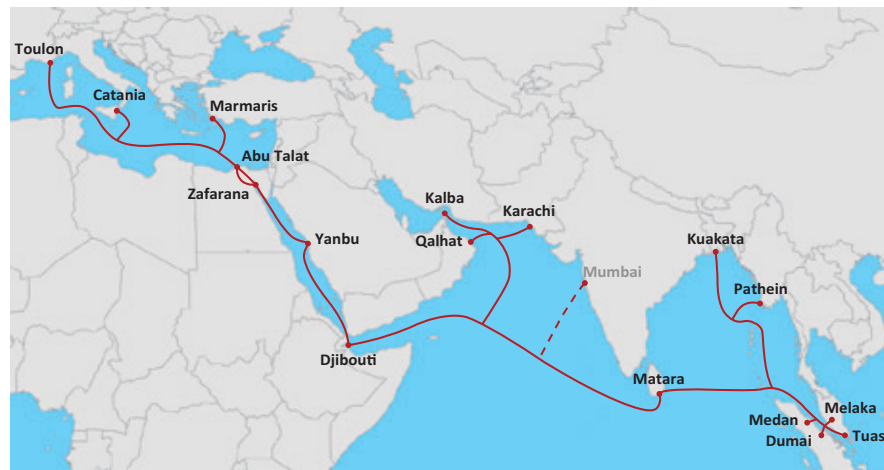 Toulon
Catania
Marmaris
Abu Talat
Zafarana
Kalba
Karachi
Yanbu
Qalhat
Kuakata
Mumbai
Pathein
Djibouti
Matara
Melaka
Medan
Dumai
Tuas